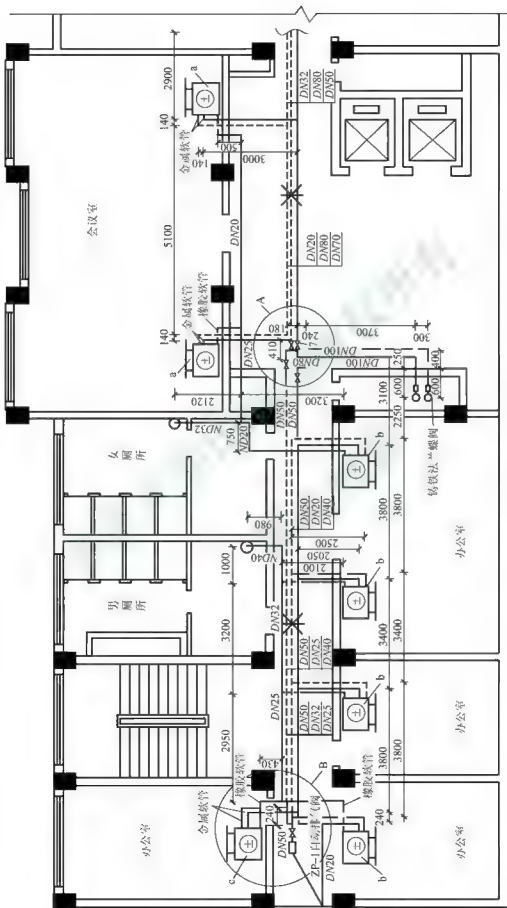 2900
140
5100
140
a
金属软管
140
500
3000
会议室
DN20
DN32
DN80
DN50
DN20
DN80
DN70
a
金属软管
橡胶软管
DN25
2120
A
180
240
3700
300
7
410
DN80
DN100
DN100
250
400
600
600
3100
2250
3200
铸铁法兰蝶阀
DN50
DN50
女厕所
DN32
DN20
750
980
DN40
男厕所
1000
3200
2950
DN32
DN25
DN50
DN20
DN40
DN50
DN25
DN40
DN50
DN32
DN25
2500
2050
2100
3800
3800
3400
3400
3800
3800
240
b
b
b
b
办公室
办公室
办公室
办公室
430
金属软管
橡胶软管
240
c
DN50
B
ZP-1自动排气阀
DN20
橡胶软管